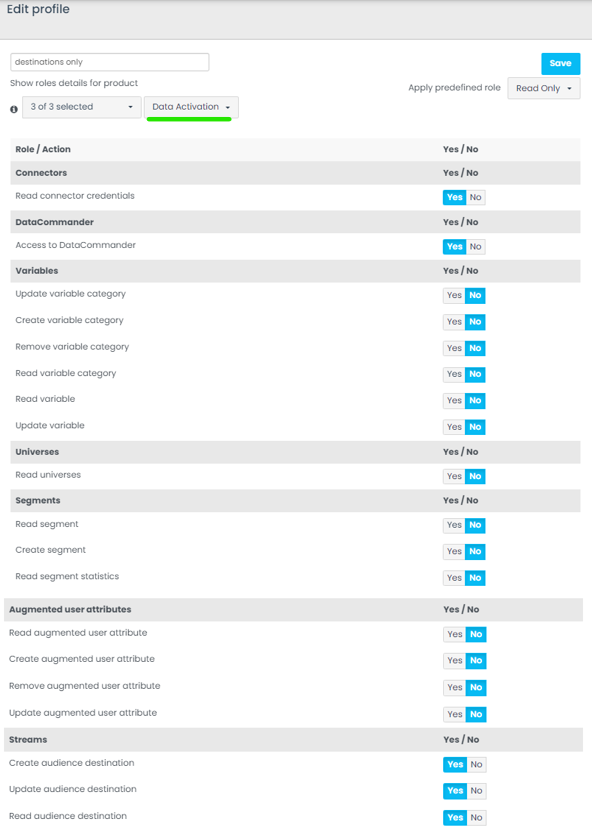 Edit profile
destinations only
Save
Show roles details for product
Apply predefined role Read Only
3 of 3 selected Data Activation
Role / Action Yes / No
Connectors Yes / No
Read connector credentials Yes No
DataCommander Yes / No
Access to DataCommander Yes No
Variables Yes / No
Update variable category Yes No
Create variable category Yes No
Remove variable category Yes No
Read variable category Yes No
Read variable Yes No
Update variable Yes No
Universes Yes / No
Read universes Yes No
Segments Yes / No
Read segment Yes No
Create segment Yes No
Read segment statistics Yes No
Augmented user attributes Yes / No
Read augmented user attribute Yes No
Create augmented user attribute Yes No
Remove augmented user attribute Yes No
Update augmented user attribute Yes No
Streams Yes / No
Create audience destination Yes No
Update audience destination Yes No
Read audience destination Yes No